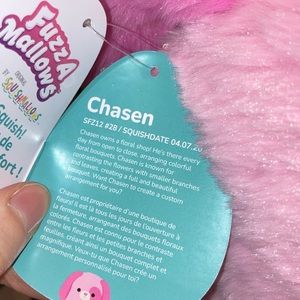 FUZZ A
MALLOWS
BY SQUISHMALLOWS
Squish!
de
fort!
Chasen
SFZ12 #28 / SQUISHDATE 04.07.20
Chasen owns a floral shop! He's there every
day from open to close, arranging colorful
floral bouquets. Chasen is known for
contrasting the flowers with smaller branches
and leaves, creating a full and beautiful
bouquet. Want Chasen to create a custom
arrangement for you?
Chasen est propriétaire d'une boutique de
fleurs! Il est là tous les jours de l'ouverture à
la fermeture, arrangeant des bouquets floraux
colorés. Chasen est connu pour le contraste
entre les fleurs et les petites branches et
feuilles, créant ainsi un bouquet complet et
magnifique. Veux-tu que Chasen crée un
arrangement personnalisé pour toi?